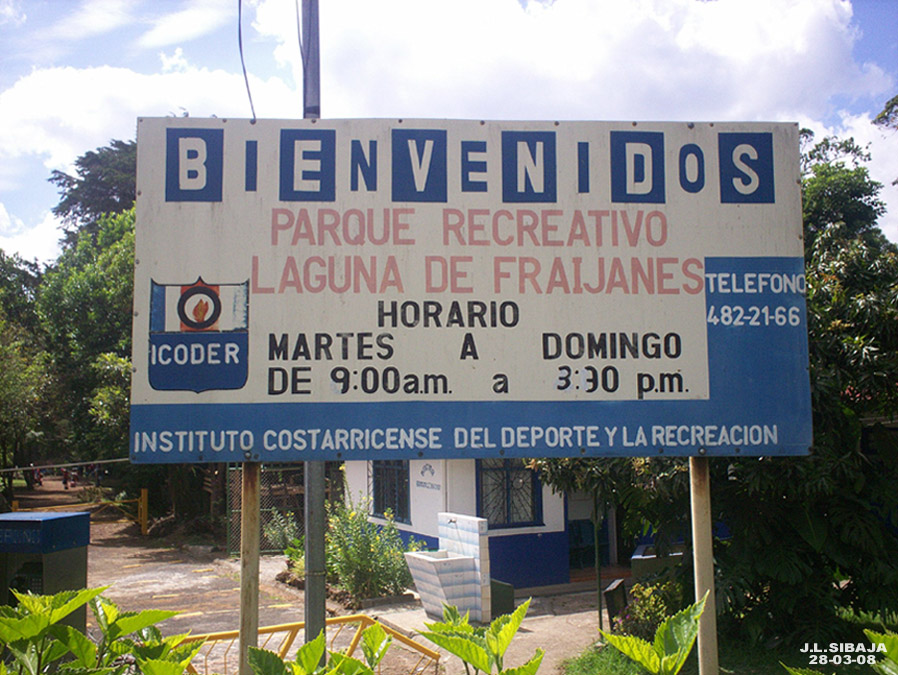 BIENVENIDOS
PARQUE RECREATIVO
LAGUNA DE FRAIJANES
TELEFONO
482-21-66
HORARIO
MARTES A DOMINGO
DE 9:00a.m. a 3:30 p.m.
ICODER
INSTITUTO COSTARRICENSE DEL DEPORTE Y LA RECREACION
J.L.SIBAJA
28-03-08